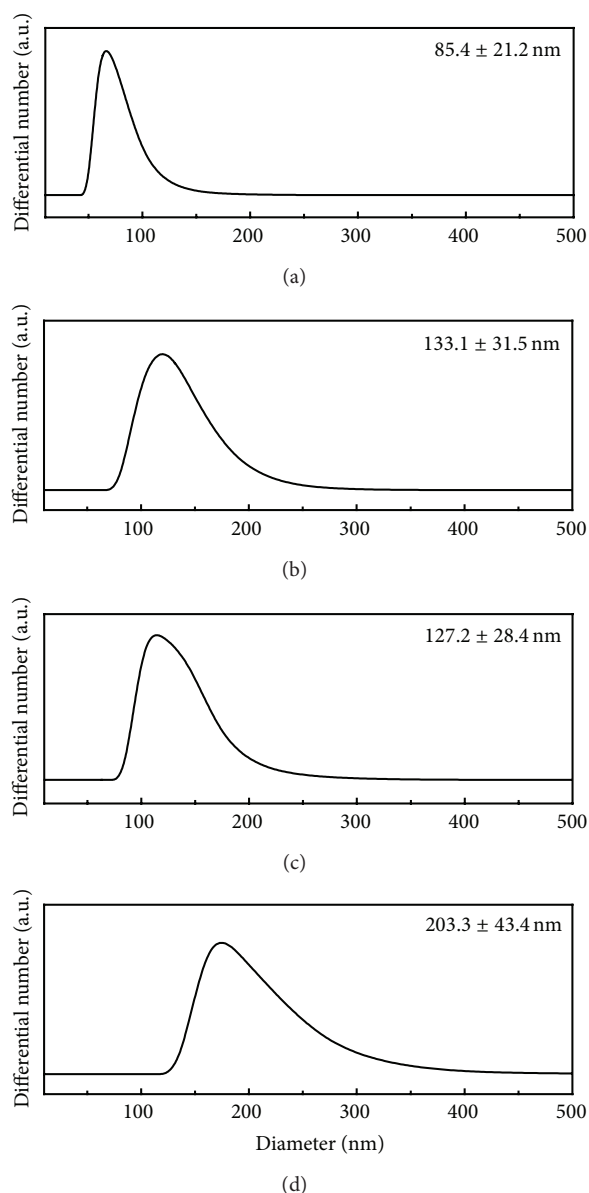 Differential number (a.u.)
85.4 ± 21.2 nm
100 200 300 400 500
(a)
Differential number (a.u.)
133.1 ± 31.5 nm
100 200 300 400 500
(b)
Differential number (a.u.)
127.2 ± 28.4 nm
100 200 300 400 500
(c)
Differential number (a.u.)
203.3 ± 43.4 nm
100 200 300 400 500
Diameter (nm)
(d)